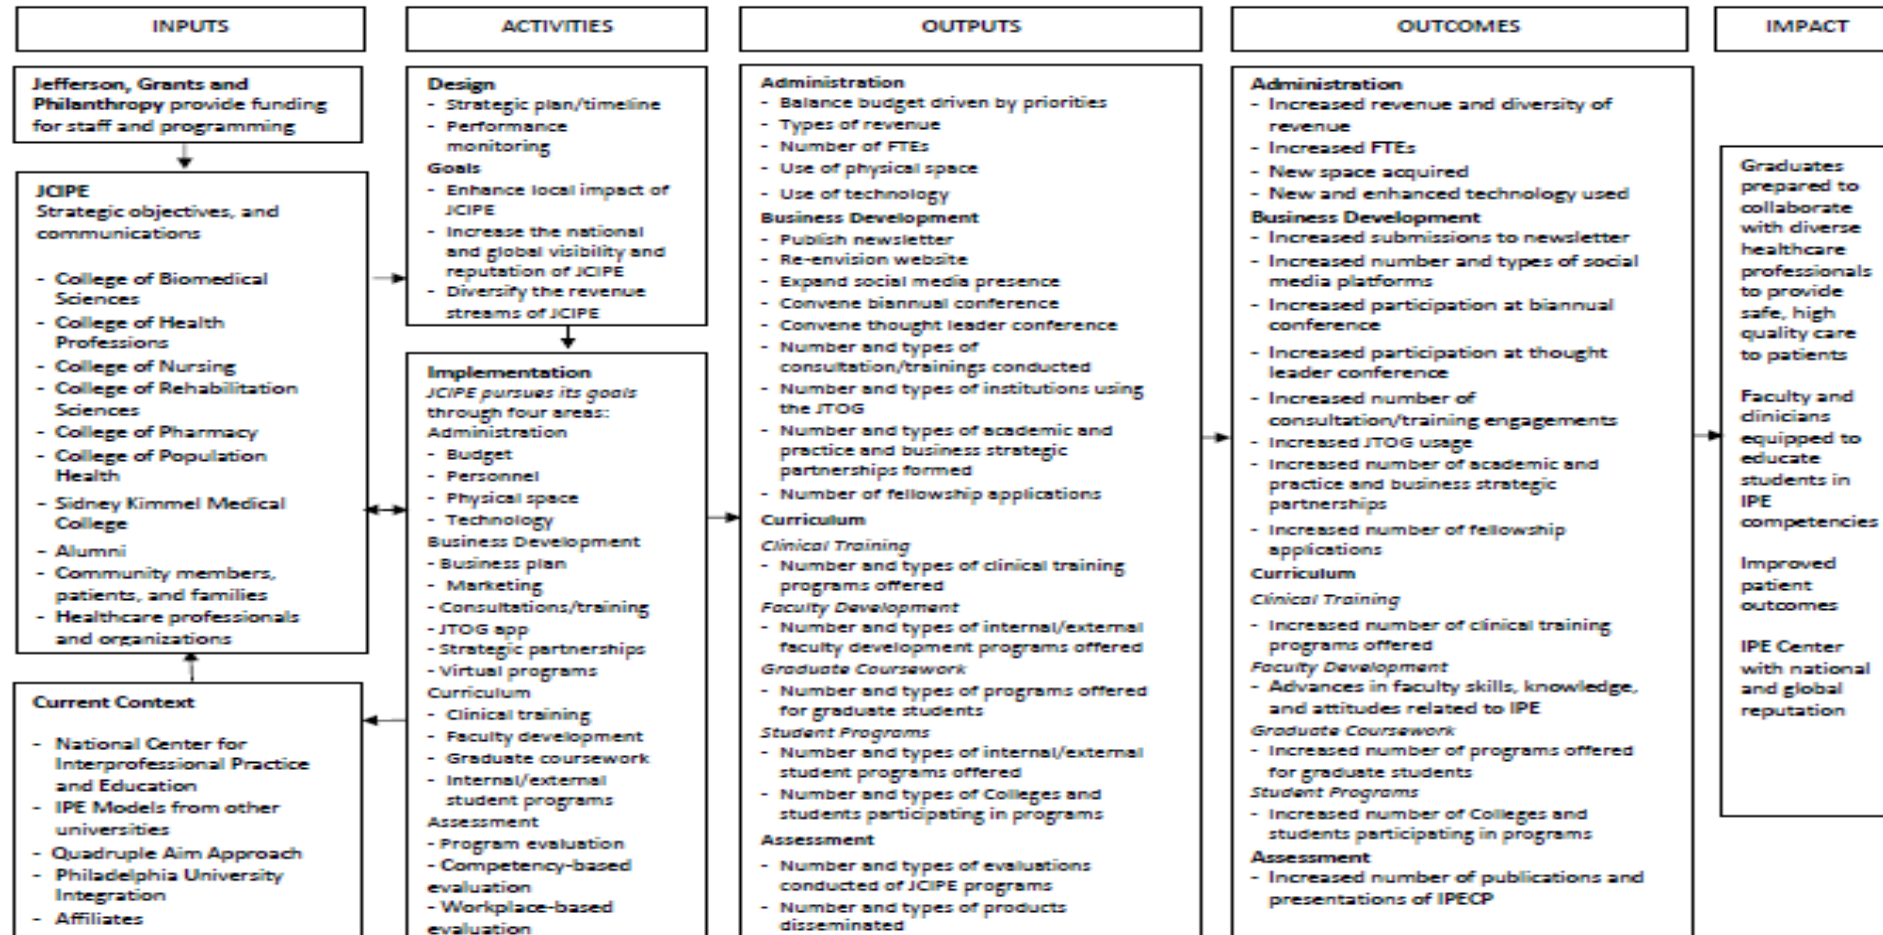 INPUTS
Jefferson, Grants and
Philanthropy provide funding
for staff and programming
JCIPE
Strategic objectives, and
communications
- College of Biomedical
Sciences
- College of Health
Professions
- College of Nursing
- College of Rehabilitation
Sciences
- College of Pharmacy
- College of Population
Health
- Sidney Kimmel Medical
College
- Alumni
- Community members,
patients, and families
- Healthcare professionals
and organizations
Current Context
- National Center for
Interprofessional Practice
and Education
- IPE Models from other
universities
- Quadruple Aim Approach
- Philadelphia University
Integration
- Affiliates
ACTIVITIES
Design
- Strategic plan/timeline
- Performance
monitoring
Goals
- Enhance local impact of
JCIPE
- Increase the national
and global visibility and
reputation of JCIPE
- Diversify the revenue
streams of JCIPE
Implementation
JCIPE pursues its goals
through four areas:
Administration
- Budget
- Personnel
- Physical space
- Technology
Business Development
- Business plan
- Marketing
- Consultations/training
- JTOG app
- Strategic partnerships
- Virtual programs
Curriculum
- Clinical training
- Faculty development
- Graduate coursework
- Internal/external
student programs
Assessment
- Program evaluation
- Competency-based
evaluation
- Workplace-based
evaluation
OUTPUTS
Administration
- Balance budget driven by priorities
- Types of revenue
- Number of FTEs
- Use of physical space
- Use of technology
Business Development
- Publish newsletter
- Re-envision website
- Expand social media presence
- Convene biannual conference
- Convene thought leader conference
- Number and types of
consultation/trainings conducted
- Number and types of institutions using
the JTOG
- Number and types of academic and
practice and business strategic
partnerships formed
- Number of fellowship applications
Curriculum
Clinical Training
- Number and types of clinical training
programs offered
Faculty Development
- Number and types of internal/external
faculty development programs offered
Graduate Coursework
- Number and types of programs offered
for graduate students
Student Programs
- Number and types of internal/external
student programs offered
- Number and types of Colleges and
students participating in programs
Assessment
- Number and types of evaluations
conducted of JCIPE programs
- Number and types of products
disseminated
OUTCOMES
Administration
- Increased revenue and diversity of
revenue
- Increased FTEs
- New space acquired
- New and enhanced technology used
Business Development
- Increased submissions to newsletter
- Increased number and types of social
media platforms
- Increased participation at biannual
conference
- Increased participation at thought
leader conference
- Increased number of
consultation/training engagements
- Increased JTOG usage
- Increased number of academic and
practice and business strategic
partnerships
- Increased number of fellowship
applications
Curriculum
Clinical Training
- Increased number of clinical training
programs offered
Faculty Development
- Advances in faculty skills, knowledge,
and attitudes related to IPE
Graduate Coursework
- Increased number of programs offered
for graduate students
Student Programs
- Increased number of Colleges and
students participating in programs
Assessment
- Increased number of publications and
presentations of IPECP
IMPACT
Graduates
prepared to
collaborate
with diverse
healthcare
professionals
to provide
safe, high
quality care
to patients
Faculty and
clinicians
equipped to
educate
students in
IPE
competencies
Improved
patient
outcomes
IPE Center
with national
and global
reputation